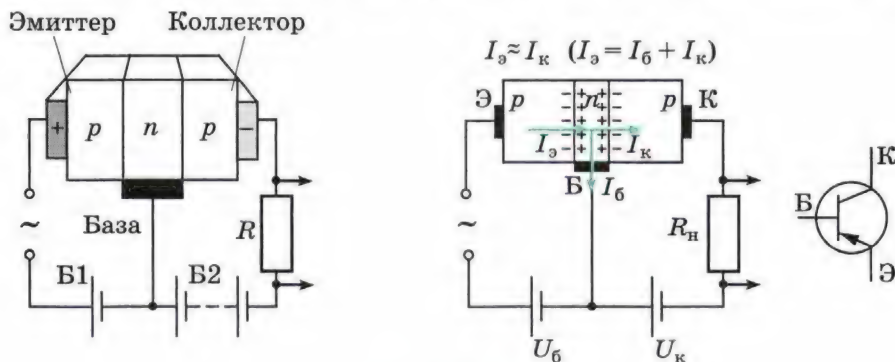 Эмиттер Коллектор
+ p n p −
База
R
~
Б1 Б2
Iэ ≈ Iк (Iэ = Iб + Iк)
Э p n p К
Iэ Iк
Б Iб
Rн
~
Uб Uк
К
Б
Э